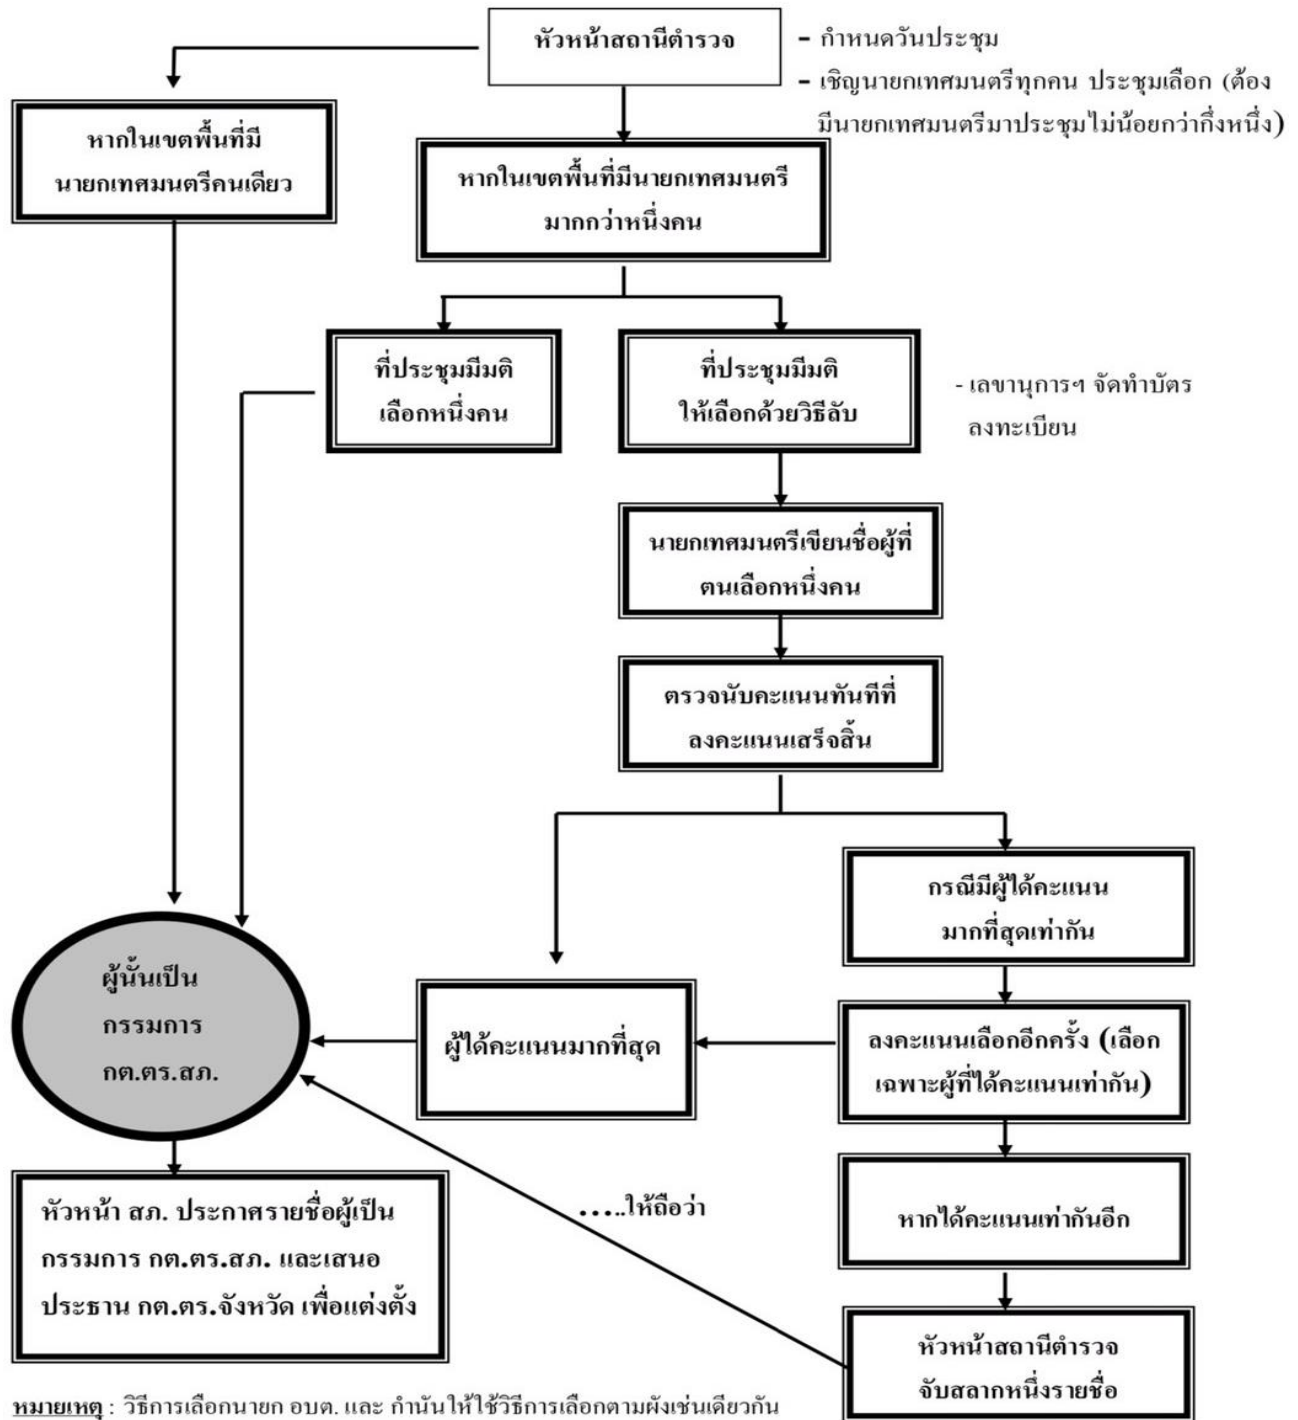 หัวหน้าสถานีตำรวจ
- กำหนดวันประชุม
- เชิญนายกเทศมนตรีทุกคน ประชุมเลือก (ต้อง
มีนายกเทศมนตรีมาประชุมไม่น้อยกว่ากึ่งหนึ่ง)
หากในเขตพื้นที่มี
นายกเทศมนตรีคนเดียว
หากในเขตพื้นที่มีนายกเทศมนตรี
มากกว่าหนึ่งคน
ที่ประชุมมีมติ
เลือกหนึ่งคน
ที่ประชุมมีมติ
ให้เลือกด้วยวิธีลับ
- เลขานุการฯ จัดทำบัตร
ลงทะเบียน
นายกเทศมนตรีเขียนชื่อผู้ที่
ตนเลือกหนึ่งคน
ตรวจนับคะแนนทันทีที่
ลงคะแนนเสร็จสิ้น
กรณีมีผู้ได้คะแนน
มากที่สุดเท่ากัน
ผู้นั้นเป็น
กรรมการ
กต.ตร.สภ.
ผู้ได้คะแนนมากที่สุด
ลงคะแนนเลือกอีกครั้ง (เลือก
เฉพาะผู้ที่ได้คะแนนเท่ากัน)
หัวหน้า สภ. ประกาศรายชื่อผู้เป็น
กรรมการ กต.ตร.สภ. และเสนอ
ประธาน กต.ตร.จังหวัด เพื่อแต่งตั้ง
.....ให้ถือว่า
หากได้คะแนนเท่ากันอีก
หัวหน้าสถานีตำรวจ
จับสลากหนึ่งรายชื่อ
หมายเหตุ : วิธีการเลือกนายก อบต. และ กำนันให้ใช้วิธีการเลือกตามผังเช่นเดียวกัน